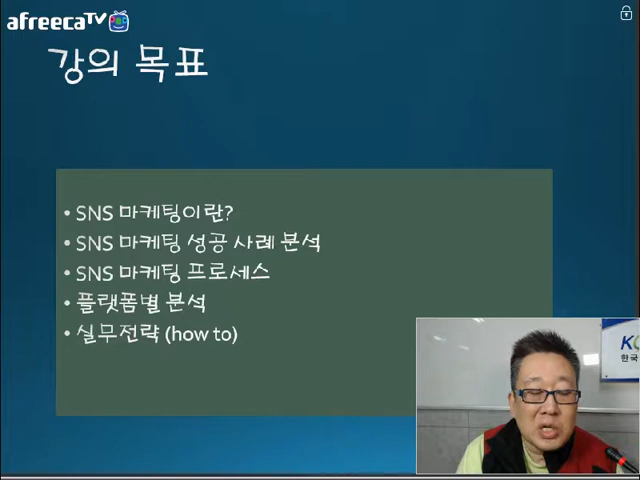 afreecaTV
강의 목표
• SNS 마케팅이란?
• SNS 마케팅 성공 사례 분석
• SNS 마케팅 프로세스
• 플랫폼별 분석
• 실무전략 (how to)
한국